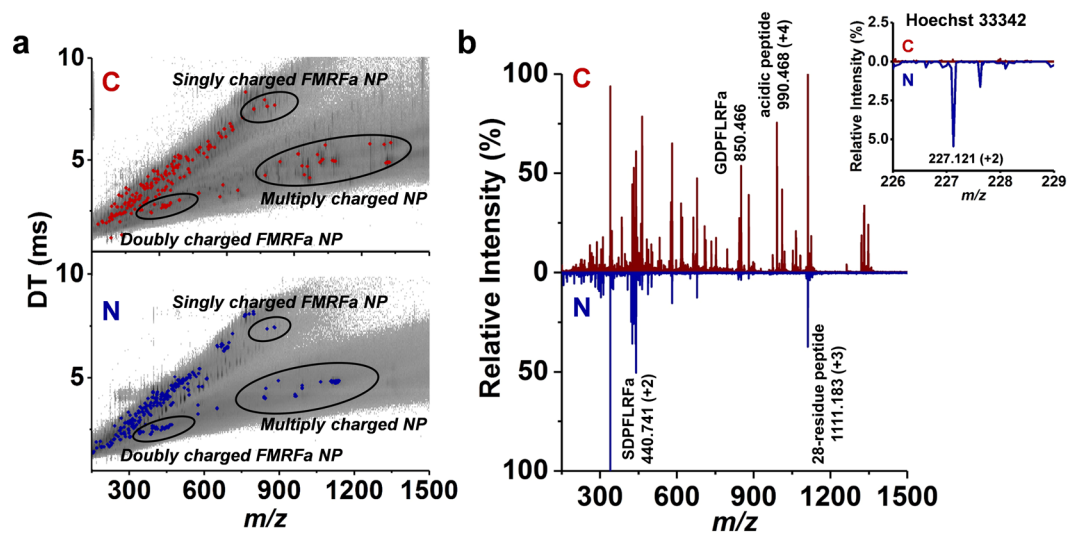 a
10
5
C
Singly charged FMRFa NP
Multiply charged NP
Doubly charged FMRFa NP
DT (ms)
10
5
N
Singly charged FMRFa NP
Multiply charged NP
Doubly charged FMRFa NP
300 600 900 1200 1500
m/z
b
Relative Intensity (%)
100
50
0
50
100
C
N
GDPFLRFa
850.466
acidic peptide
990.468 (+4)
SDPFLRFa
440.741 (+2)
28-residue peptide
1111.183 (+3)
300 600 900 1200 1500
m/z
Hoechst 33342
Relative Intensity (%)
2.5
0.0
2.5
5.0
C
N
227.121 (+2)
226 227 228 229
m/z